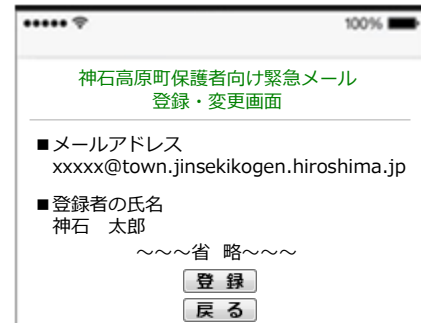 100%
神石高原町保護者向け緊急メール
登録・変更画面
■メールアドレス
xxxxx@town.jinsekikogen.hiroshima.jp
■登録者の氏名
神石　太郎
～～～省 略～～～
登 録
戻 る